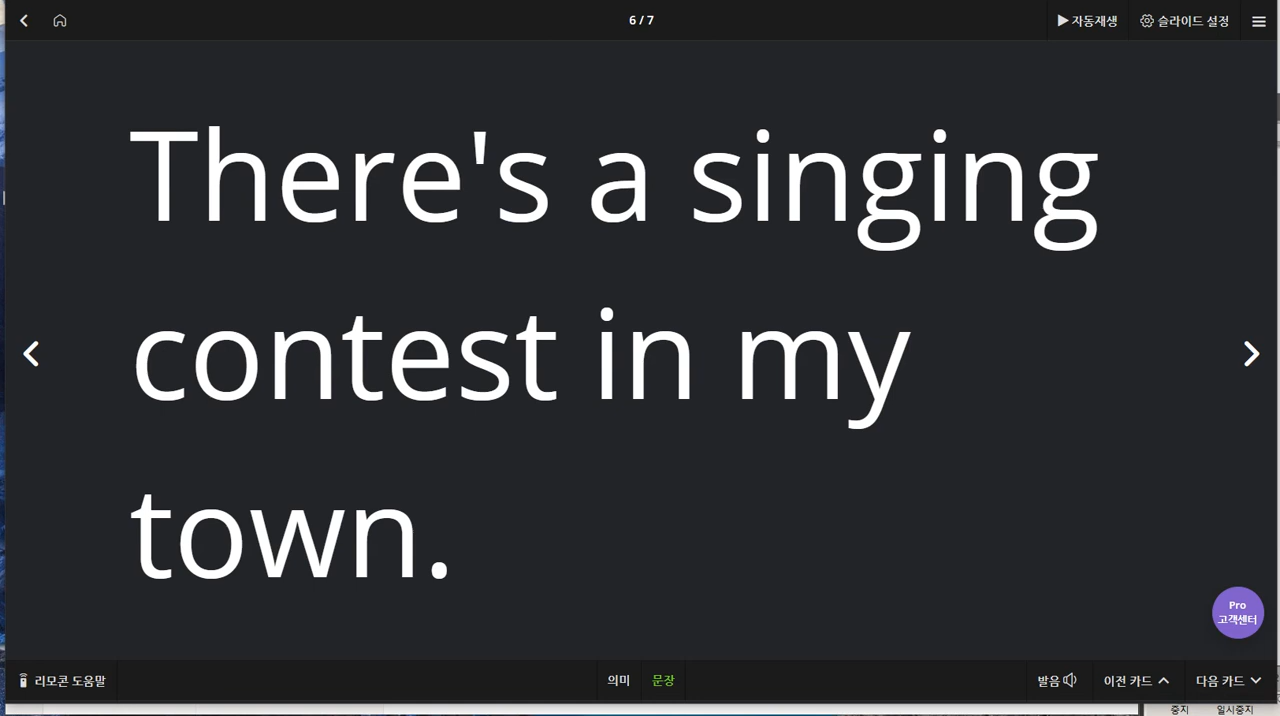 6 / 7
자동재생
슬라이드 설정
There's a singing
contest in my
town.
Pro
고객센터
리모콘 도움말
의미
문장
발음
이전 카드
다음 카드
중지
일시중지